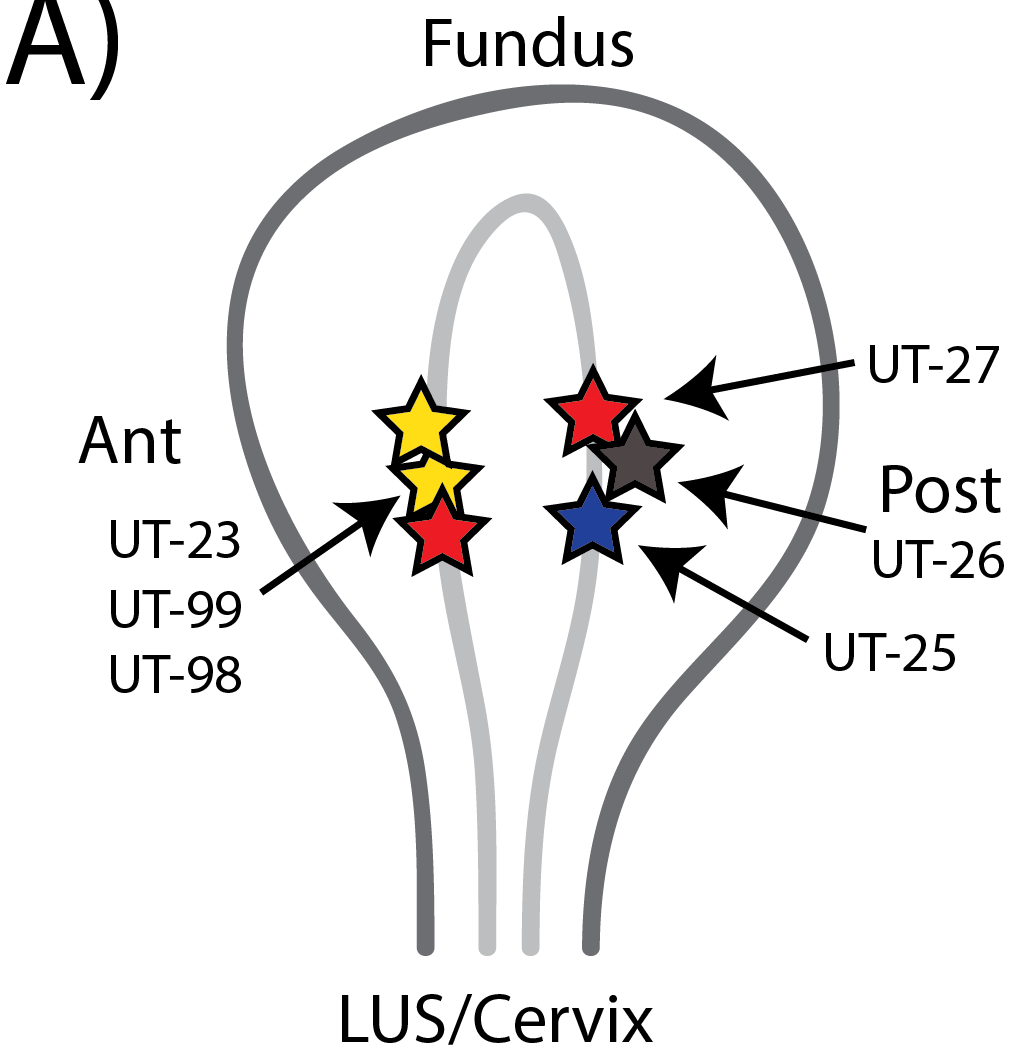 A)
Fundus
UT-27
Ant
Post
UT-23
UT-26
UT-99
UT-25
UT-98
LUS/Cervix